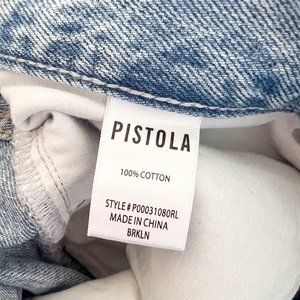 PISTOLA
100% COTTON
STYLE# P00031080RL
MADE IN CHINA
BRKLN